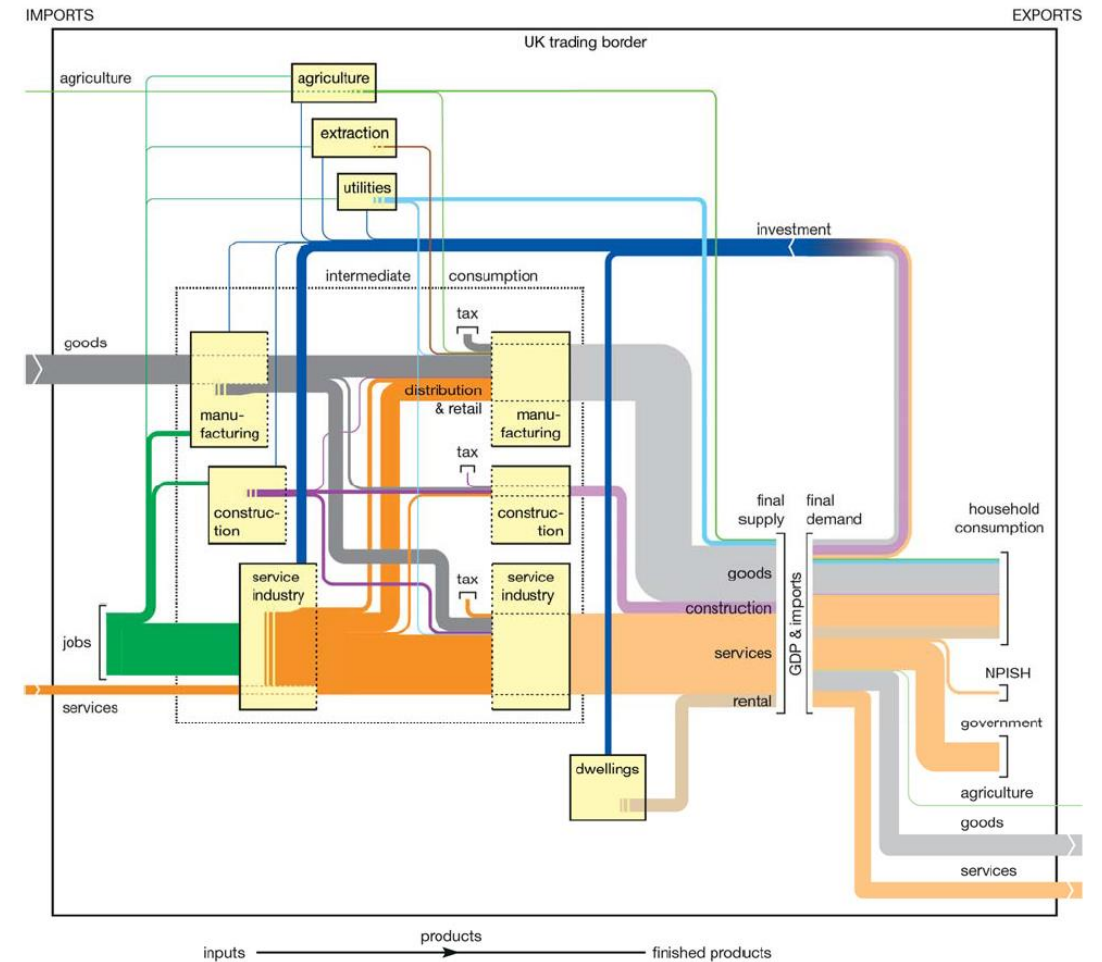 IMPORTS
EXPORTS
UK trading border
agriculture
agriculture
extraction
utilities
investment
intermediate
consumption
tax
goods
distribution
& retail
manu-
facturing
manu-
facturing
tax
construc-
tion
construc-
tion
final
supply
final
demand
household
consumption
service
industry
tax
service
industry
goods
construction
jobs
services
GDP & imports
NPISH
services
rental
government
dwellings
agriculture
goods
services
products
inputs
finished products